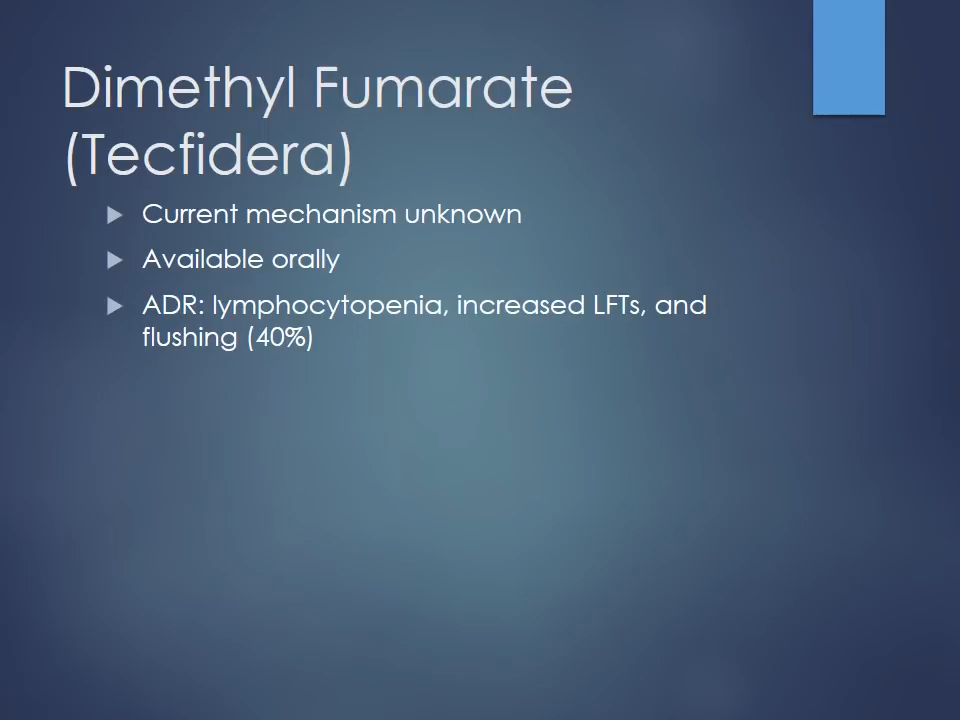 Dimethyl Fumarate
(Tecfidera)
Current mechanism unknown
Available orally
ADR: lymphocytopenia, increased LFTs, and
flushing (40%)